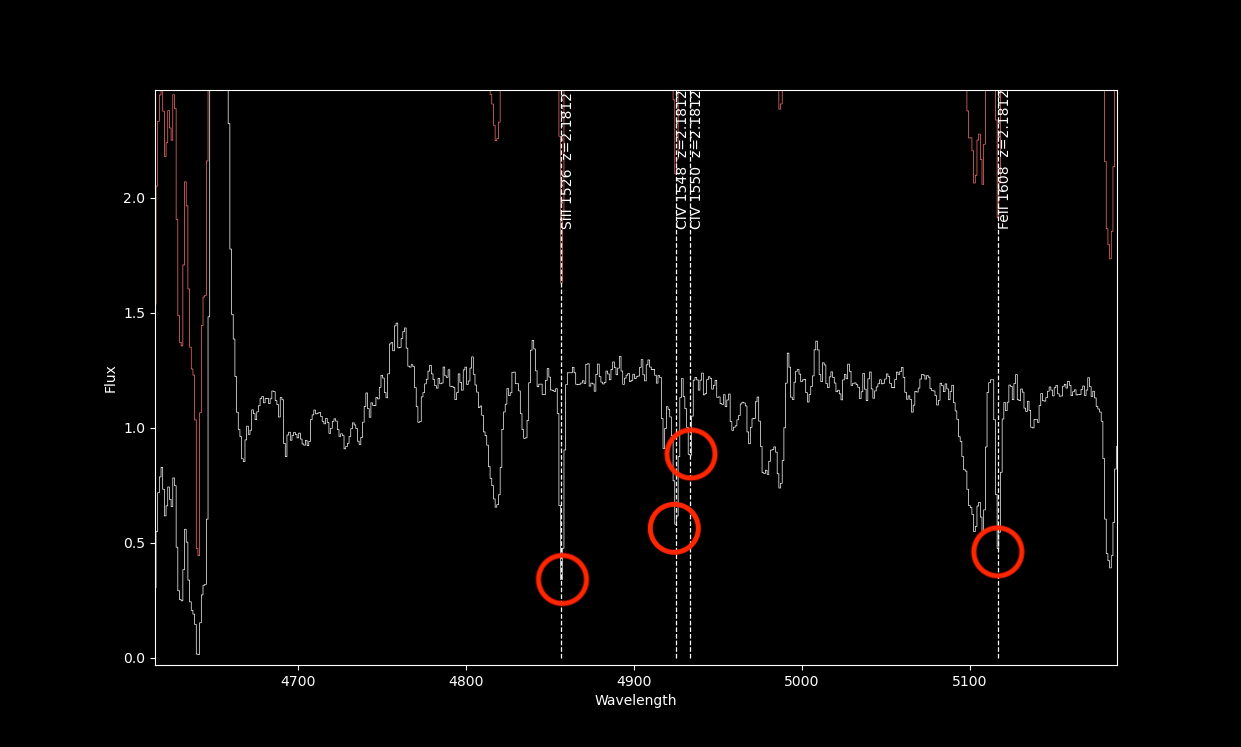 SiII 1526 z=2.1812
CIV 1548 z=2.1812
CIV 1550 z=2.1812
FeII 1608 z=2.1812
2.0
1.5
1.0
0.5
0.0
Flux
4700
4800
4900
5000
5100
Wavelength